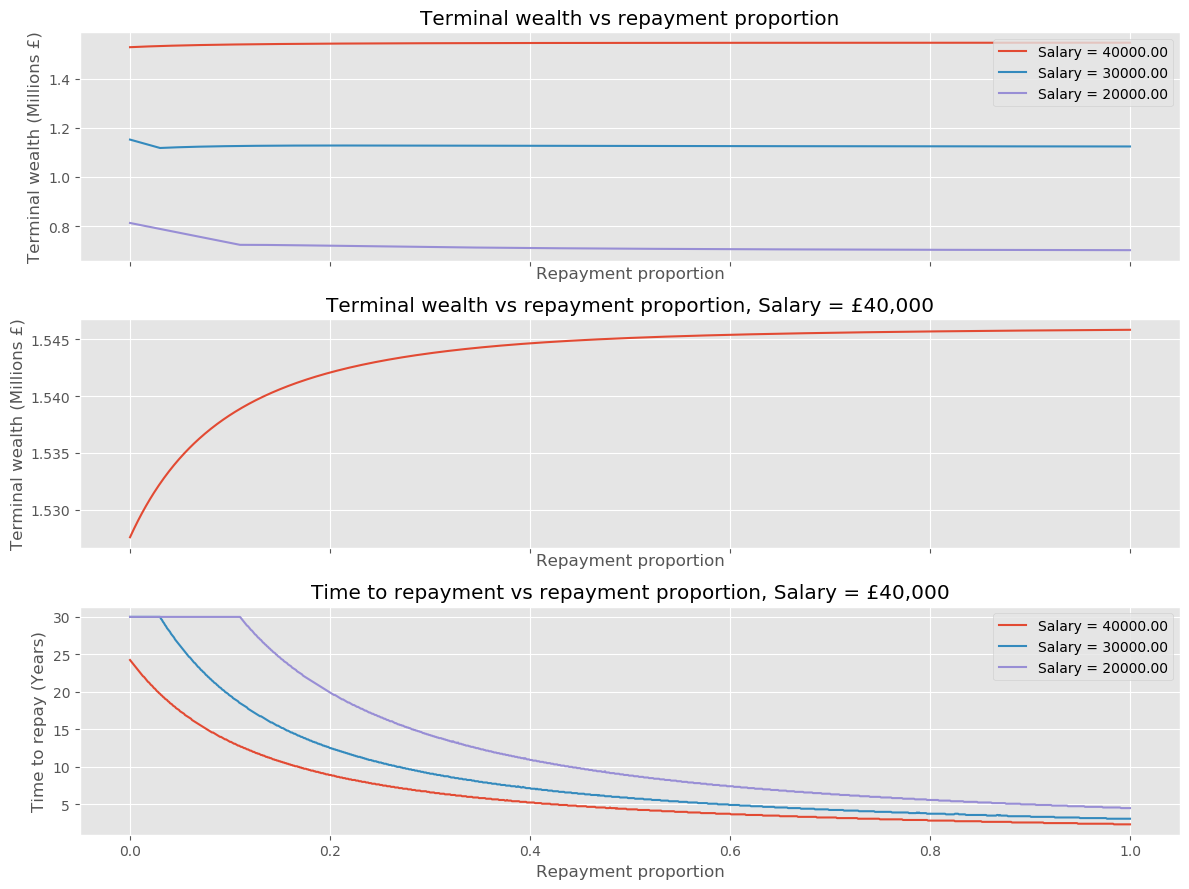 Terminal wealth vs repayment proportion
Terminal wealth (Millions £)
1.4
1.2
1.0
0.8
Salary = 40000.00
Salary = 30000.00
Salary = 20000.00
Repayment proportion
Terminal wealth vs repayment proportion, Salary = £40,000
Terminal wealth (Millions £)
1.545
1.540
1.535
1.530
Repayment proportion
Time to repayment vs repayment proportion, Salary = £40,000
Time to repay (Years)
30
25
20
15
10
5
Salary = 40000.00
Salary = 30000.00
Salary = 20000.00
0.0 0.2 0.4 0.6 0.8 1.0
Repayment proportion